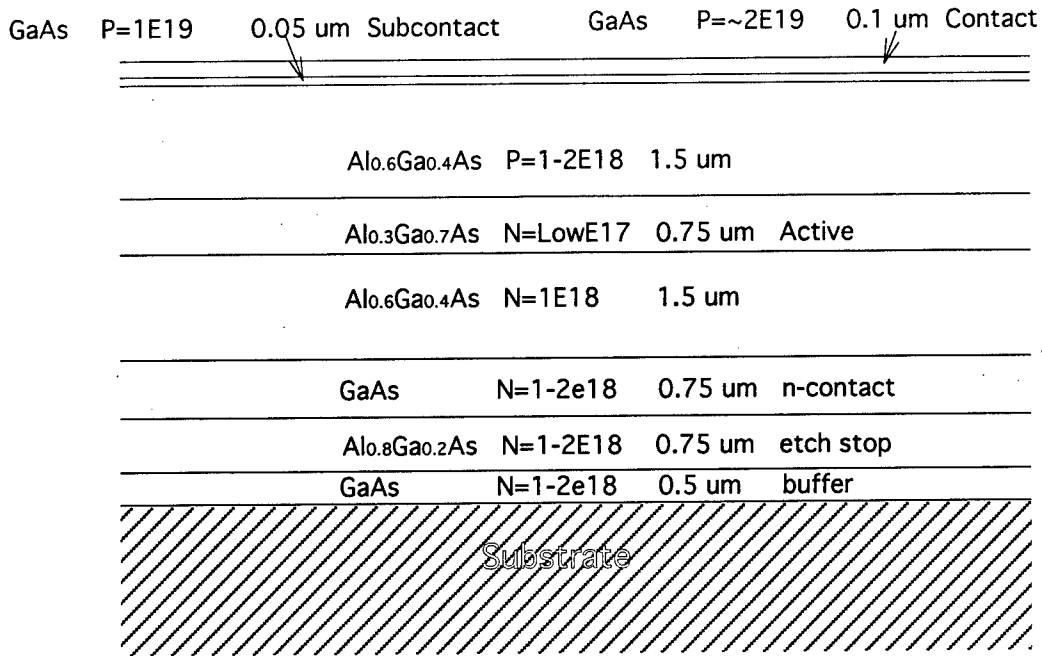 GaAs P=1E19 0.05 um Subcontact GaAs P=~2E19 0.1 um Contact
Al0.6Ga0.4As P=1-2E18 1.5 um
Al0.3Ga0.7As N=LowE17 0.75 um Active
Al0.6Ga0.4As N=1E18 1.5 um
GaAs N=1-2e18 0.75 um n-contact
Al0.8Ga0.2As N=1-2E18 0.75 um etch stop
GaAs N=1-2e18 0.5 um buffer
Substrate